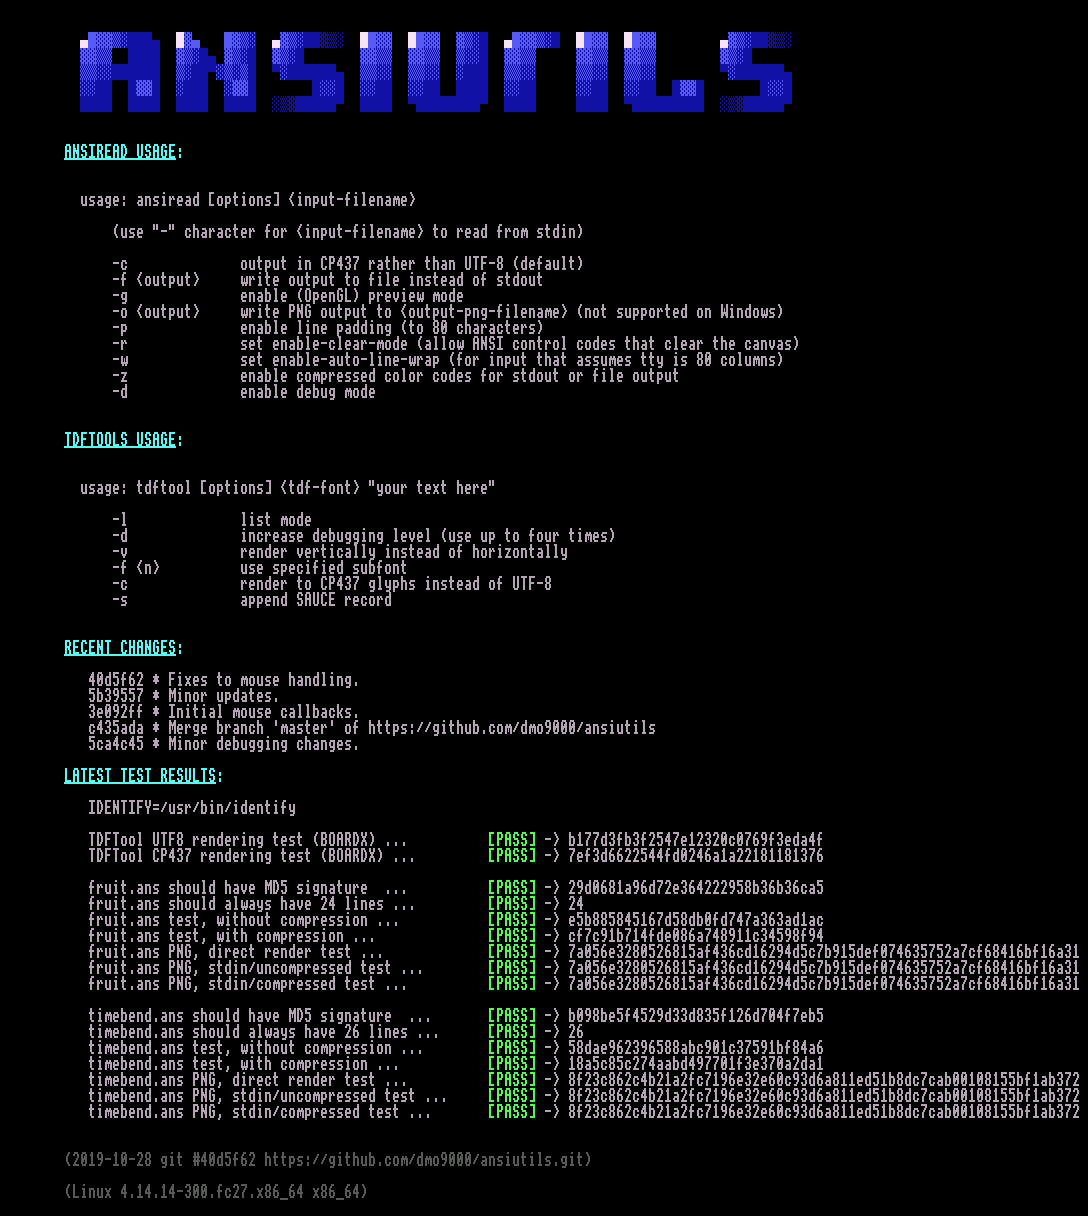 ANSIUTILS
ANSIREAD USAGE:
usage: ansiread [options] <input-filename>
(use "-" character for <input-filename> to read from stdin)
-c output in CP437 rather than UTF-8 (default)
-f <output> write output to file instead of stdout
-g enable (OpenGL) preview mode
-o <output> write PNG output to <output-png-filename> (not supported on Windows)
-p enable line padding (to 80 characters)
-r set enable-clear-mode (allow ANSI control codes that clear the canvas)
-w set enable-auto-line-wrap (for input that assumes tty is 80 columns)
-z enable compressed color codes for stdout or file output
-d enable debug mode
TDFTOOLS USAGE:
usage: tdftool [options] <tdf-font> "your text here"
-l list mode
-d increase debugging level (use up to four times)
-v render vertically instead of horizontally
-f <n> use specified subfont
-c render to CP437 glyphs instead of UTF-8
-s append SAUCE record
RECENT CHANGES:
40d5f62 * Fixes to mouse handling.
5b39557 * Minor updates.
3e092ff * Initial mouse callbacks.
c435ada * Merge branch 'master' of https://github.com/dmo9000/ansiutils
5ca4c45 * Minor debugging changes.
LATEST TEST RESULTS:
IDENTIFY=/usr/bin/identify
TDFTool UTF8 rendering test (BOARDX) ... [PASS] -> b177d3fb3f2547e12320c0769f3eda4f
TDFTool CP437 rendering test (BOARDX) ... [PASS] -> 7ef3d6622544fd0246a1a22181181376
fruit.ans should have MD5 signature ... [PASS] -> 29d0681a96d72e364222958b36b36ca5
fruit.ans should always have 24 lines ... [PASS] -> 24
fruit.ans test, without compression ... [PASS] -> e5b885845167d58db0fd747a363ad1ac
fruit.ans test, with compression ... [PASS] -> cf7c91b714fde086a748911c34598f94
fruit.ans PNG, direct render test ... [PASS] -> 7a056e3280526815af436cd16294d5c7b915def074635752a7cf68416bf16a31
fruit.ans PNG, stdin/uncompressed test ... [PASS] -> 7a056e3280526815af436cd16294d5c7b915def074635752a7cf68416bf16a31
fruit.ans PNG, stdin/compressed test ... [PASS] -> 7a056e3280526815af436cd16294d5c7b915def074635752a7cf68416bf16a31
timebend.ans should have MD5 signature ... [PASS] -> b098be5f4529d33d835f126d704f7eb5
timebend.ans should always have 26 lines ... [PASS] -> 26
timebend.ans test, without compression ... [PASS] -> 58dae962396588abc901c37591bf84a6
timebend.ans test, with compression ... [PASS] -> 18a5c85c274aabd497701f3e370a2da1
timebend.ans PNG, direct render test ... [PASS] -> 8f23c862c4b21a2fc7196e32e60c93d6a811ed51b8dc7cab00108155bf1ab372
timebend.ans PNG, stdin/uncompressed test ... [PASS] -> 8f23c862c4b21a2fc7196e32e60c93d6a811ed51b8dc7cab00108155bf1ab372
timebend.ans PNG, stdin/compressed test ... [PASS] -> 8f23c862c4b21a2fc7196e32e60c93d6a811ed51b8dc7cab00108155bf1ab372
(2019-10-28 git #40d5f62 https://github.com/dmo9000/ansiutils.git)
(Linux 4.14.14-300.fc27.x86_64 x86_64)